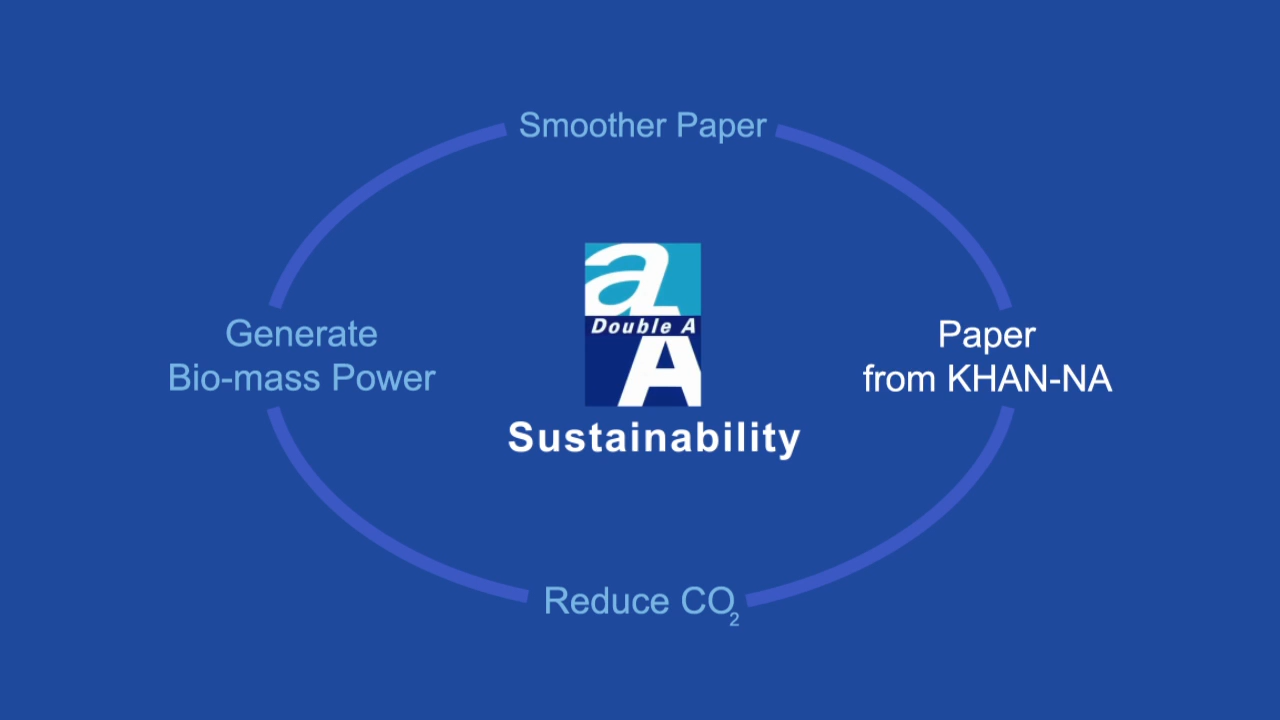 Smoother Paper
Generate
Bio-mass Power
a
Double A
A
Sustainability
Paper
from KHAN-NA
Reduce CO₂